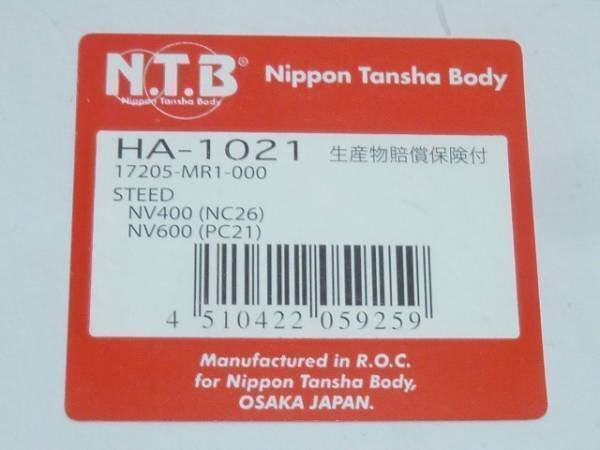 N.T.B®
Nippon Tansha Body
Nippon Tansha Body
HA-1021 生産物賠償保険付
17205-MR1-000
STEED
NV400 (NC26)
NV600 (PC21)
4 510422 059259
Manufactured in R.O.C.
for Nippon Tansha Body,
OSAKA JAPAN.